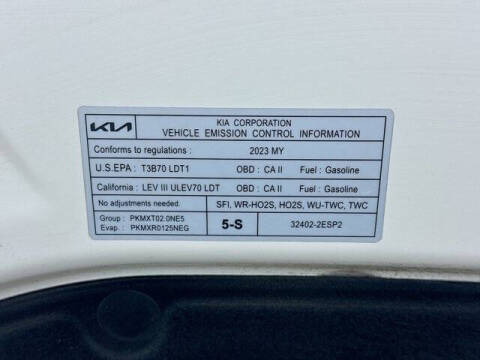 KIA
KIA CORPORATION
VEHICLE EMISSION CONTROL INFORMATION
Conforms to regulations: 2023 MY
U.S.EPA : T3B70 LDT1 OBD : CA II Fuel : Gasoline
California : LEV III ULEV70 LDT OBD : CA II Fuel : Gasoline
No adjustments needed. SFI, WR-HO2S, HO2S, WU-TWC, TWC
Group : PKMXT02.0NE5 5-S 32402-2ESP2
Evap. : PKMXR0125NEG